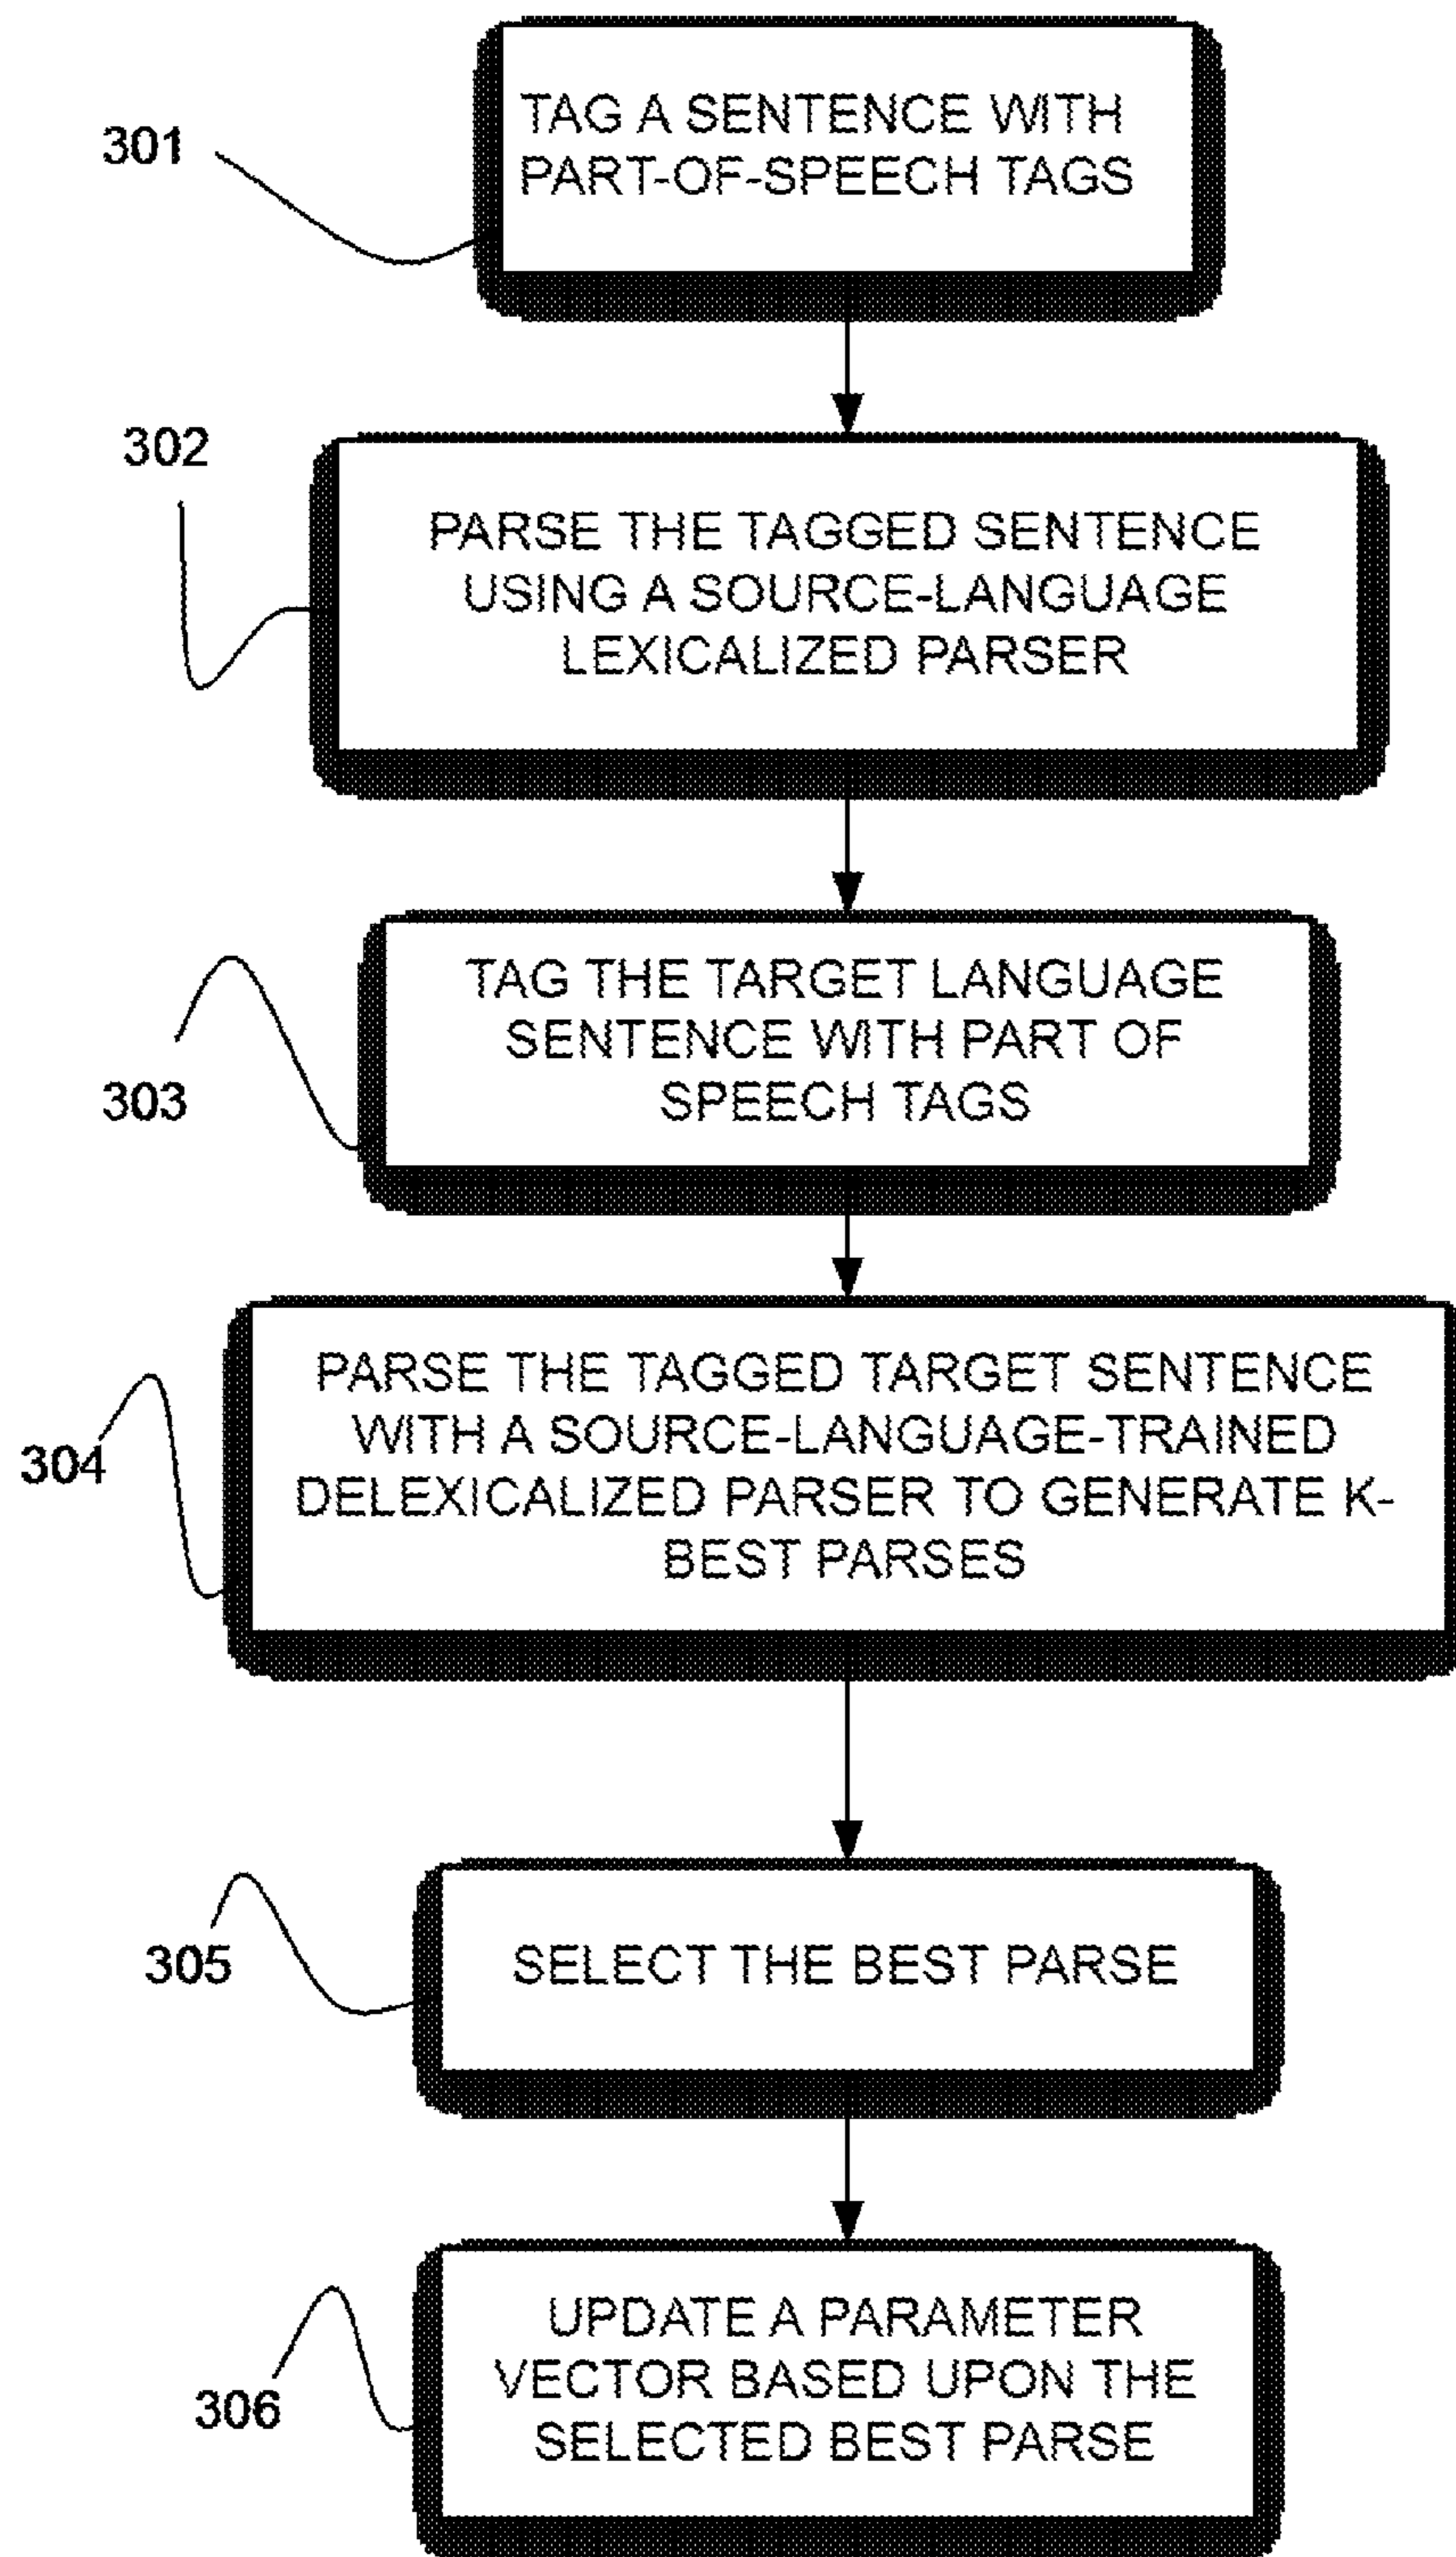 301
TAG A SENTENCE WITH
PART-OF-SPEECH TAGS
302
PARSE THE TAGGED SENTENCE
USING A SOURCE-LANGUAGE
LEXICALIZED PARSER
303
TAG THE TARGET LANGUAGE
SENTENCE WITH PART OF
SPEECH TAGS
304
PARSE THE TAGGED TARGET SENTENCE
WITH A SOURCE-LANGUAGE-TRAINED
DELEXICALIZED PARSER TO GENERATE K-
BEST PARSES
305
SELECT THE BEST PARSE
306
UPDATE A PARAMETER
VECTOR BASED UPON THE
SELECTED BEST PARSE